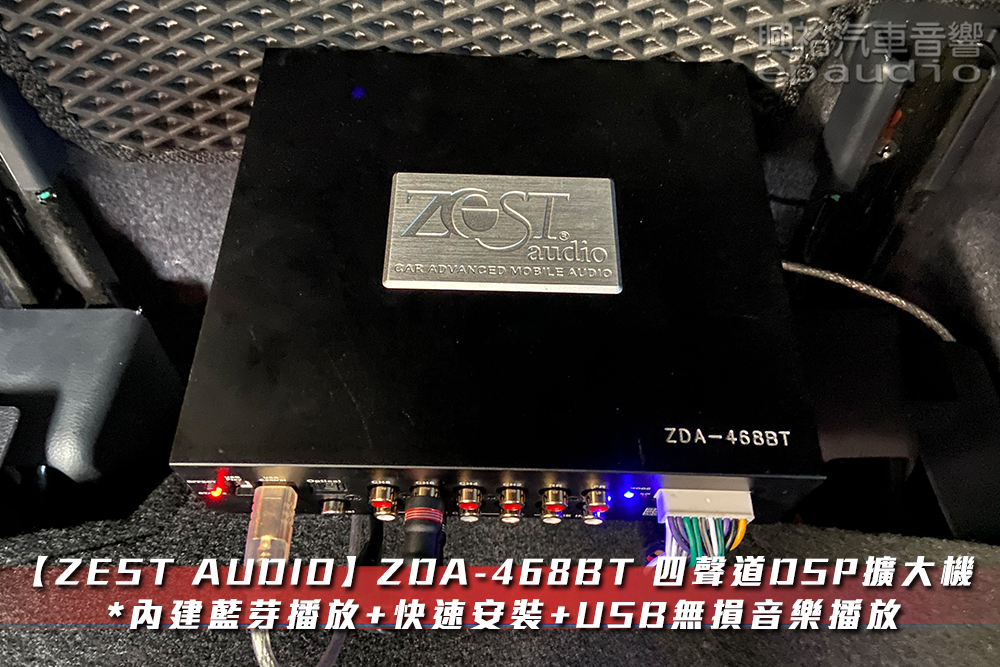 興裕汽車音響
epaudio
ZEST®
audio
CAR ADVANCED MOBILE AUDIO
ZDA-468BT
Optical
【ZEST AUDIO】ZDA-468BT 四聲道DSP擴大機
*內建藍芽播放+快速安裝+USB無損音樂播放